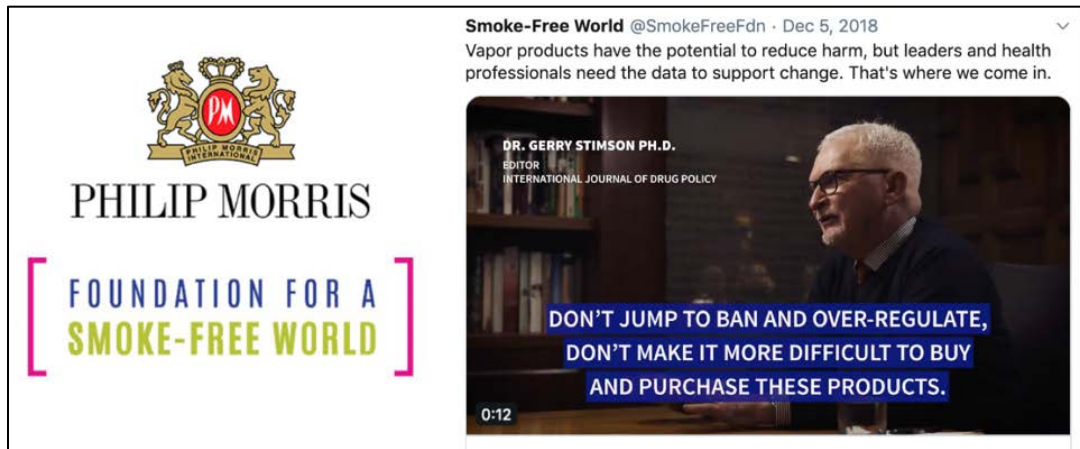 PM
PHILIP MORRIS
INTERNATIONAL
PHILIP MORRIS
FOUNDATION FOR A
SMOKE-FREE WORLD
Smoke-Free World @SmokeFreeFdn · Dec 5, 2018
Vapor products have the potential to reduce harm, but leaders and health
professionals need the data to support change. That's where we come in.
DR. GERRY STIMSON PH.D.
EDITOR
INTERNATIONAL JOURNAL OF DRUG POLICY
DON'T JUMP TO BAN AND OVER-REGULATE,
DON'T MAKE IT MORE DIFFICULT TO BUY
AND PURCHASE THESE PRODUCTS.
0:12